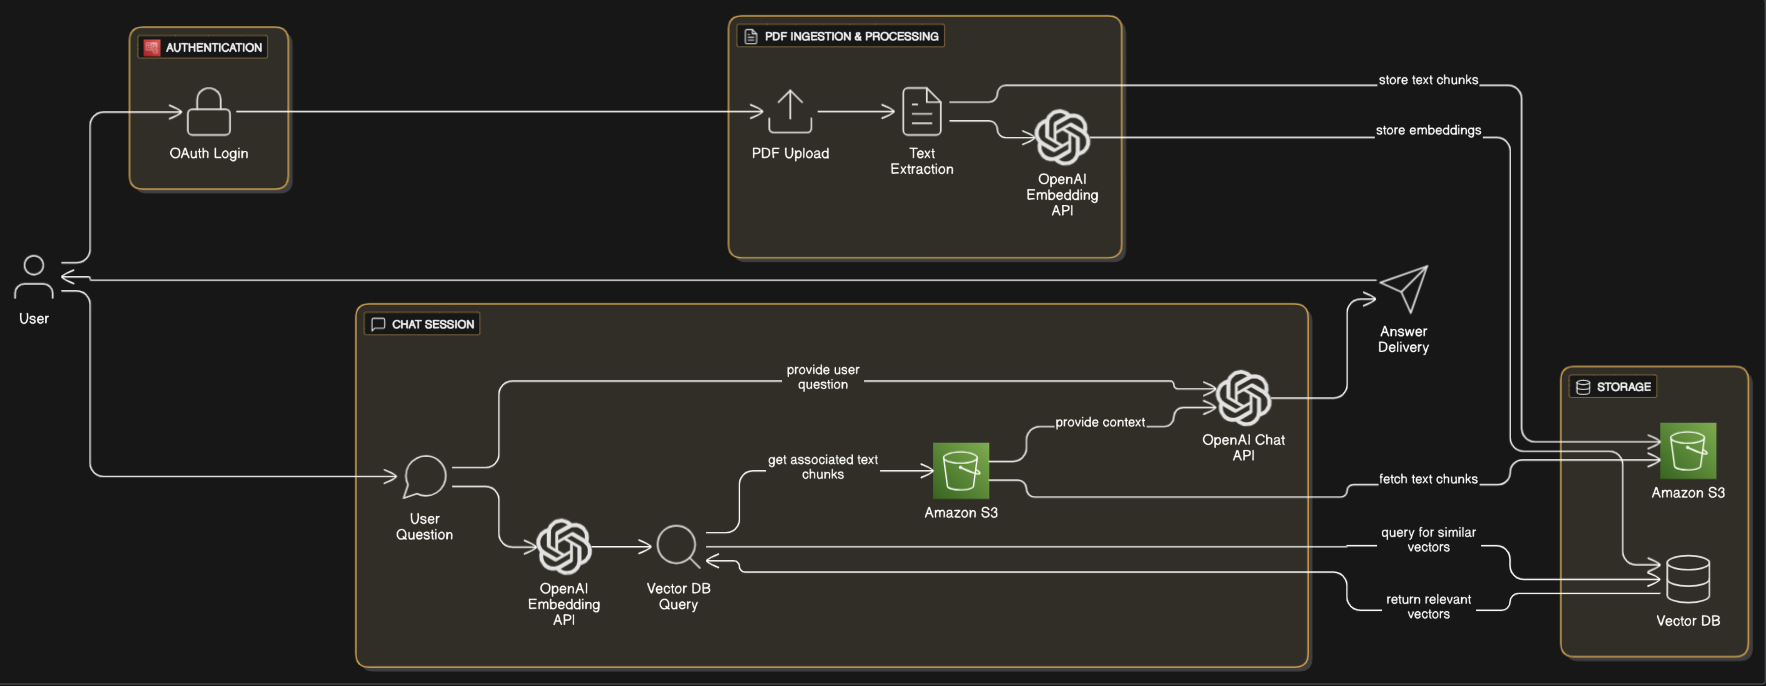 AUTHENTICATION
OAuth Login
PDF INGESTION & PROCESSING
PDF Upload
Text
Extraction
OpenAI
Embedding
API
store text chunks
store embeddings
User
Answer
Delivery
CHAT SESSION
provide user
question
provide context
OpenAI Chat
API
get associated text
chunks
Amazon S3
User
Question
OpenAI
Embedding
API
Vector DB
Query
fetch text chunks
query for similar
vectors
return relevant
vectors
STORAGE
Amazon S3
Vector DB